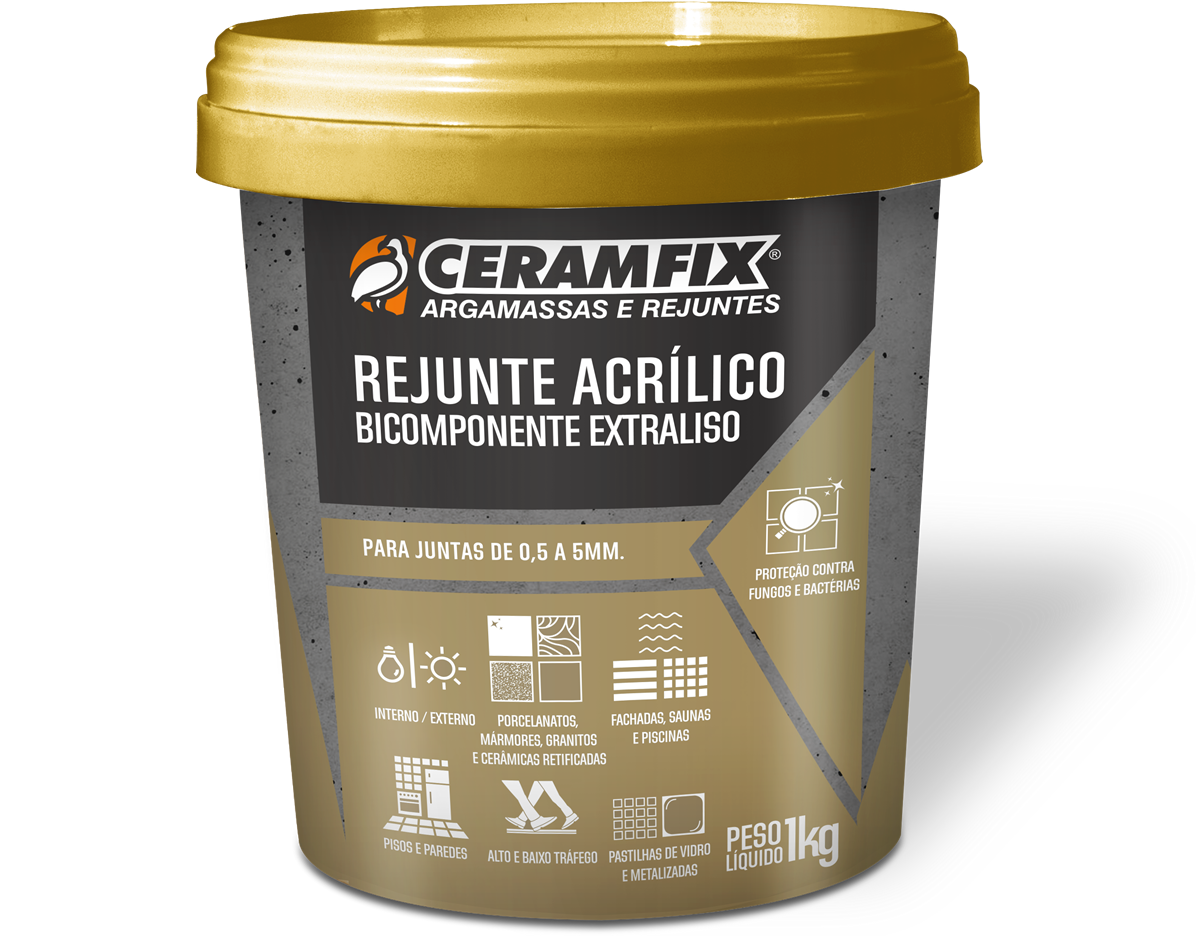 CERAMFIX®
ARGAMASSAS E REJUNTES
REJUNTE ACRÍLICO
BICOMPONENTE EXTRALISO
PARA JUNTAS DE 0,5 A 5MM.
PROTEÇÃO CONTRA
FUNGOS E BACTÉRIAS
INTERNO / EXTERNO
PORCELANATOS,
MÁRMORES, GRANITOS
E CERÂMICAS RETIFICADAS
FACHADAS, SAUNAS
E PISCINAS
PISOS E PAREDES
ALTO E BAIXO TRÁFEGO
PASTILHAS DE VIDRO
E METALIZADAS
PESO
LÍQUIDO 1kg